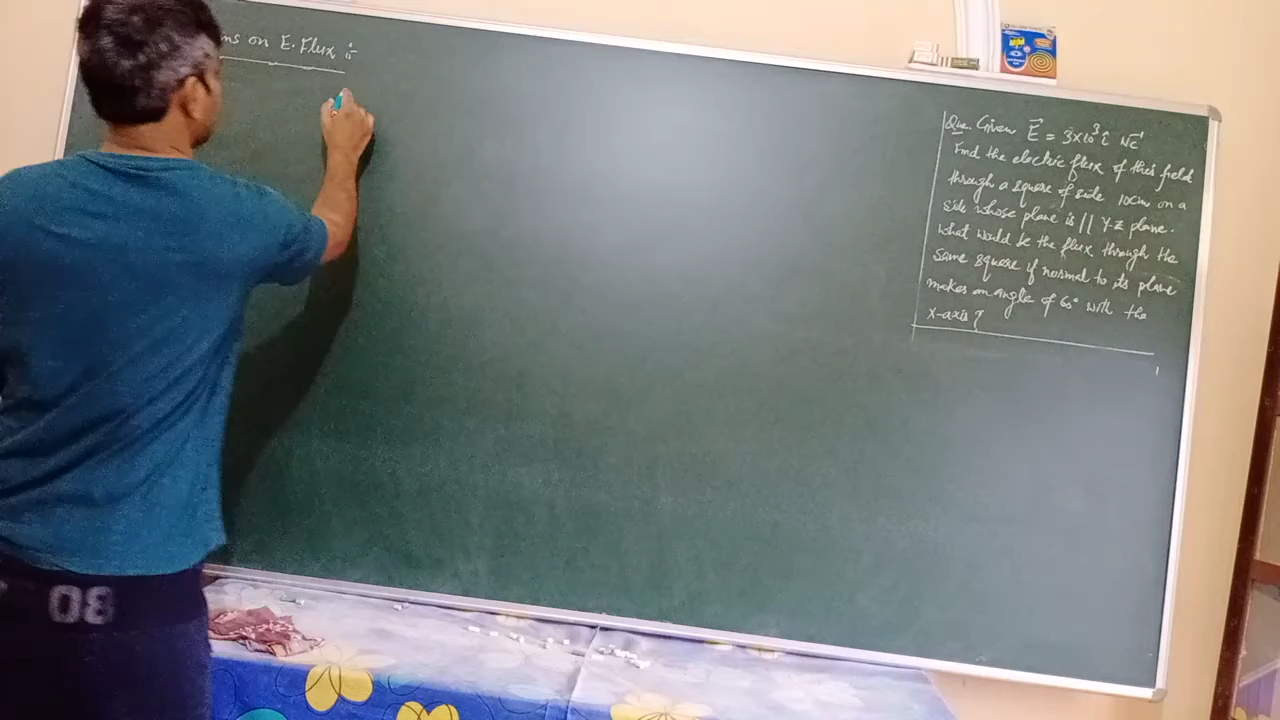 ns on E. Flux :-
Que. Given E⃗ = 3×10³ î NC⁻¹
Find the electric flux of this field
through a square of side 10cm on a
side whose plane is || Y-Z plane.
what would be the flux through the
same square if normal to its plane
makes an angle of 60° with the
X-axis ?
08